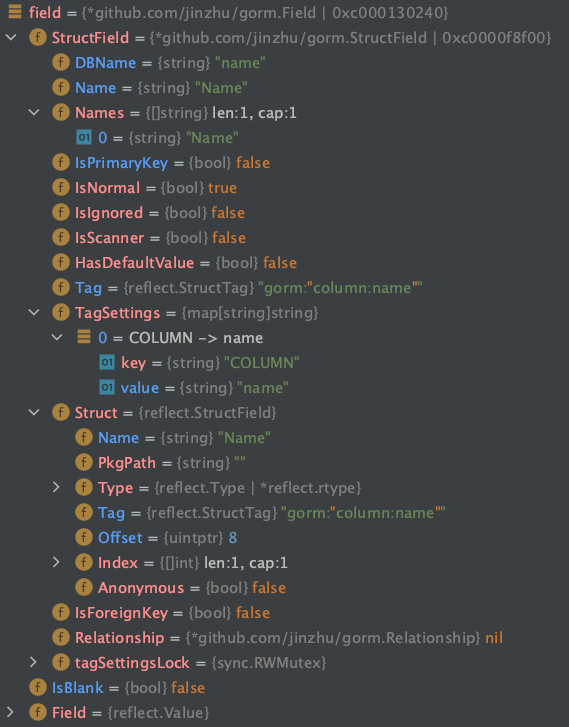 field = {*github.com/jinzhu/gorm.Field | 0xc000130240}
f StructField = {*github.com/jinzhu/gorm.StructField | 0xc0000f8f00}
f DBName = {string} "name"
f Name = {string} "Name"
f Names = {[]string} len:1, cap:1
01 0 = {string} "Name"
f IsPrimaryKey = {bool} false
f IsNormal = {bool} true
f IsIgnored = {bool} false
f IsScanner = {bool} false
f HasDefaultValue = {bool} false
f Tag = {reflect.StructTag} "gorm:"column:name""
f TagSettings = {map[string]string}
0 = COLUMN -> name
01 key = {string} "COLUMN"
01 value = {string} "name"
f Struct = {reflect.StructField}
f Name = {string} "Name"
f PkgPath = {string} ""
f Type = {reflect.Type | *reflect.rtype}
f Tag = {reflect.StructTag} "gorm:"column:name""
f Offset = {uintptr} 8
f Index = {[]int} len:1, cap:1
f Anonymous = {bool} false
f IsForeignKey = {bool} false
f Relationship = {*github.com/jinzhu/gorm.Relationship} nil
f tagSettingsLock = {sync.RWMutex}
f IsBlank = {bool} false
f Field = {reflect.Value}